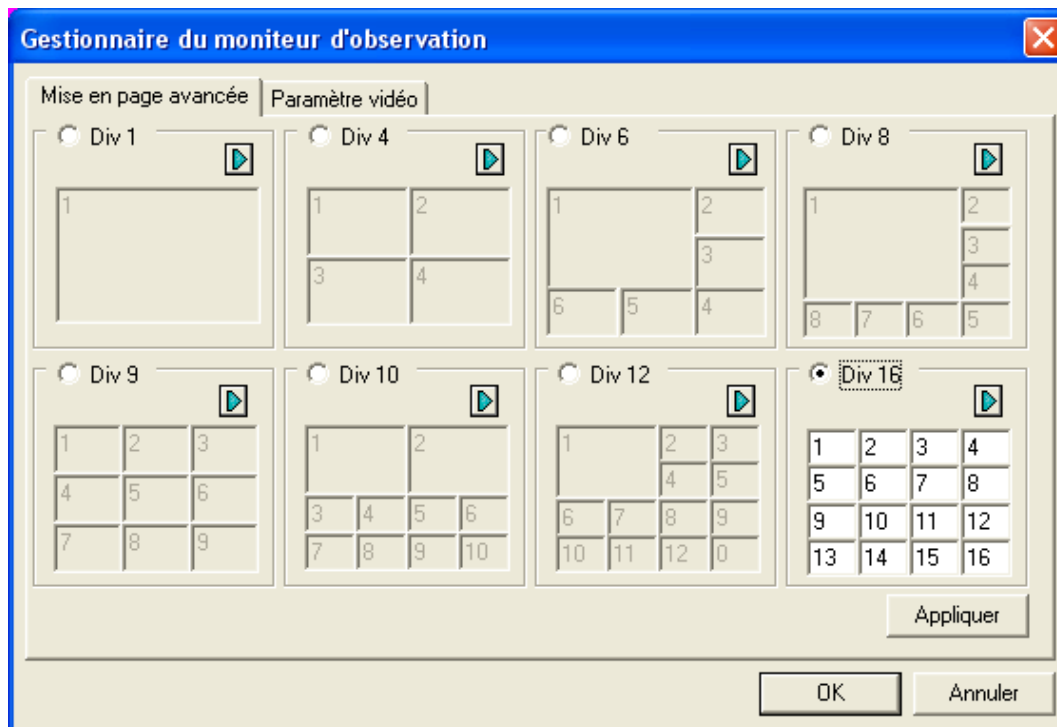 Gestionnaire du moniteur d'observation
Mise en page avancée
Paramètre vidéo
Div 1
1
Div 4
1 2
3 4
Div 6
1 2
3
6 5 4
Div 8
1 2
3
4
8 7 6 5
Div 9
1 2 3
4 5 6
7 8 9
Div 10
1 2
3 4 5 6
7 8 9 10
Div 12
1 2 3
4 5
6 7 8 9
10 11 12 0
Div 16
1 2 3 4
5 6 7 8
9 10 11 12
13 14 15 16
Appliquer
OK
Annuler